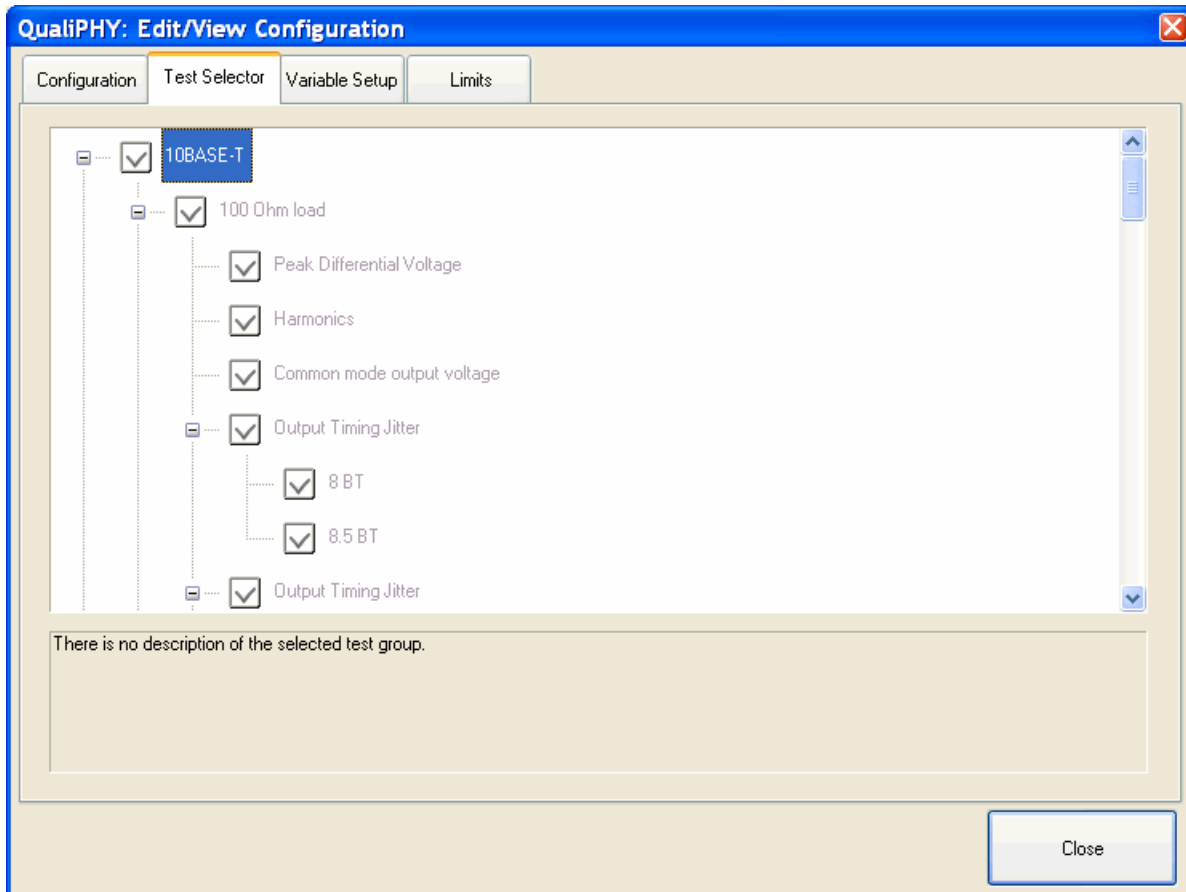 QualiPHY: Edit/View Configuration
Configuration Test Selector Variable Setup Limits
10BASE-T
100 Ohm load
Peak Differential Voltage
Harmonics
Common mode output voltage
Output Timing Jitter
8 BT
8.5 BT
Output Timing Jitter
There is no description of the selected test group.
Close